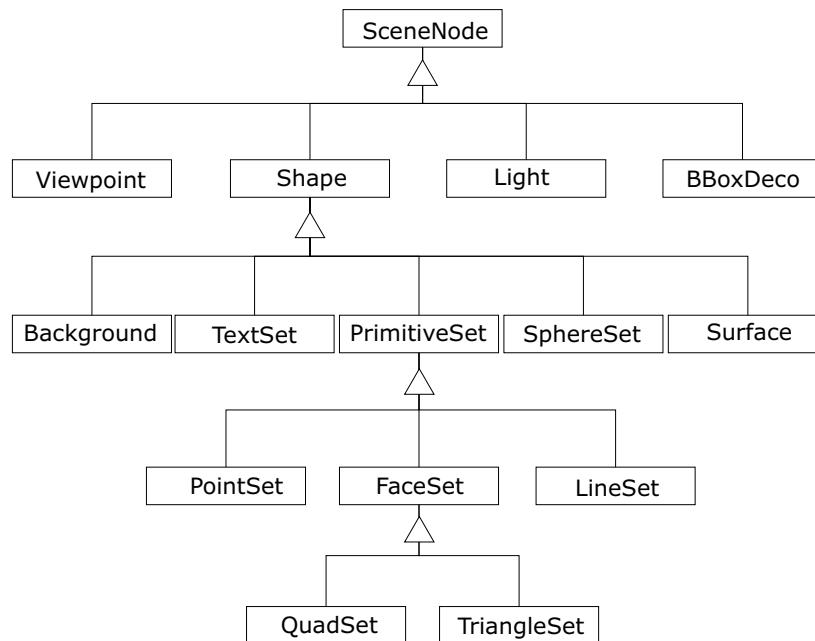 SceneNode
Viewpoint Shape Light BBoxDeco
Background TextSet PrimitiveSet SphereSet Surface
PointSet FaceSet LineSet
QuadSet TriangleSet